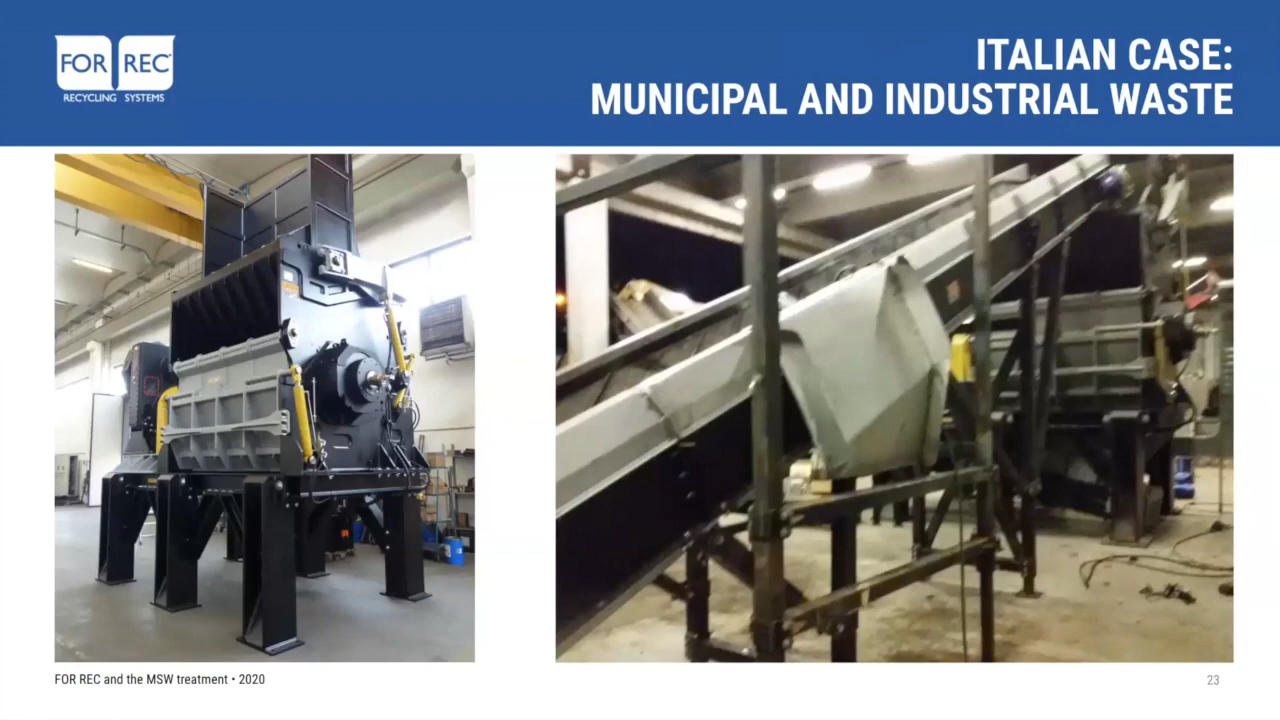 FOR REC
RECYCLING SYSTEMS
ITALIAN CASE:
MUNICIPAL AND INDUSTRIAL WASTE
FOR REC and the MSW treatment • 2020
23